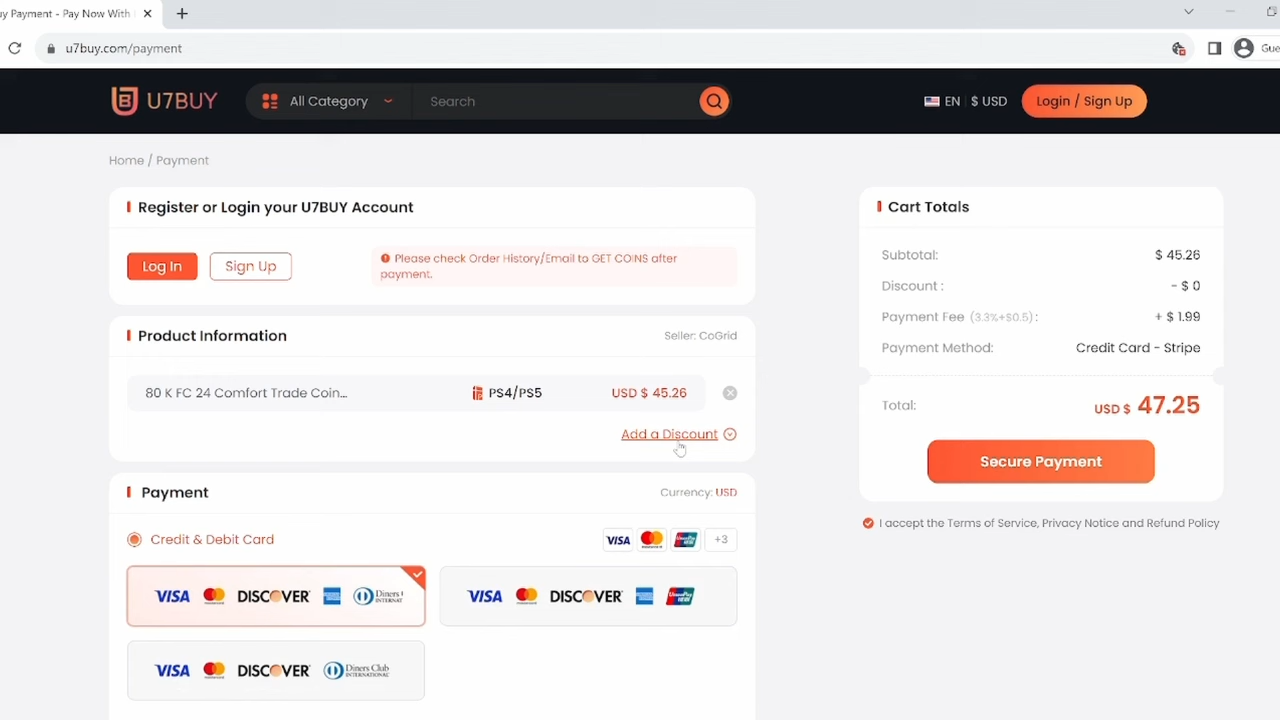 y Payment - Pay Now With
u7buy.com/payment
Gue
U7BUY
All Category
Search
EN | $ USD
Login / Sign Up
Home / Payment
Register or Login your U7BUY Account
Log In
Sign Up
Please check Order History/Email to GET COINS after
payment.
Product Information
Seller: CoGrid
80 K FC 24 Comfort Trade Coin...
PS4/PS5
USD $ 45.26
Add a Discount
Payment
Currency: USD
Credit & Debit Card
VISA
+3
VISA DISCOVER Diners
VISA DISCOVER
VISA DISCOVER Diners Club
INTERNATIONAL
Cart Totals
Subtotal: $ 45.26
Discount : - $ 0
Payment Fee (3.3%+$0.5) : + $ 1.99
Payment Method: Credit Card - Stripe
Total: USD $ 47.25
Secure Payment
I accept the Terms of Service, Privacy Notice and Refund Policy